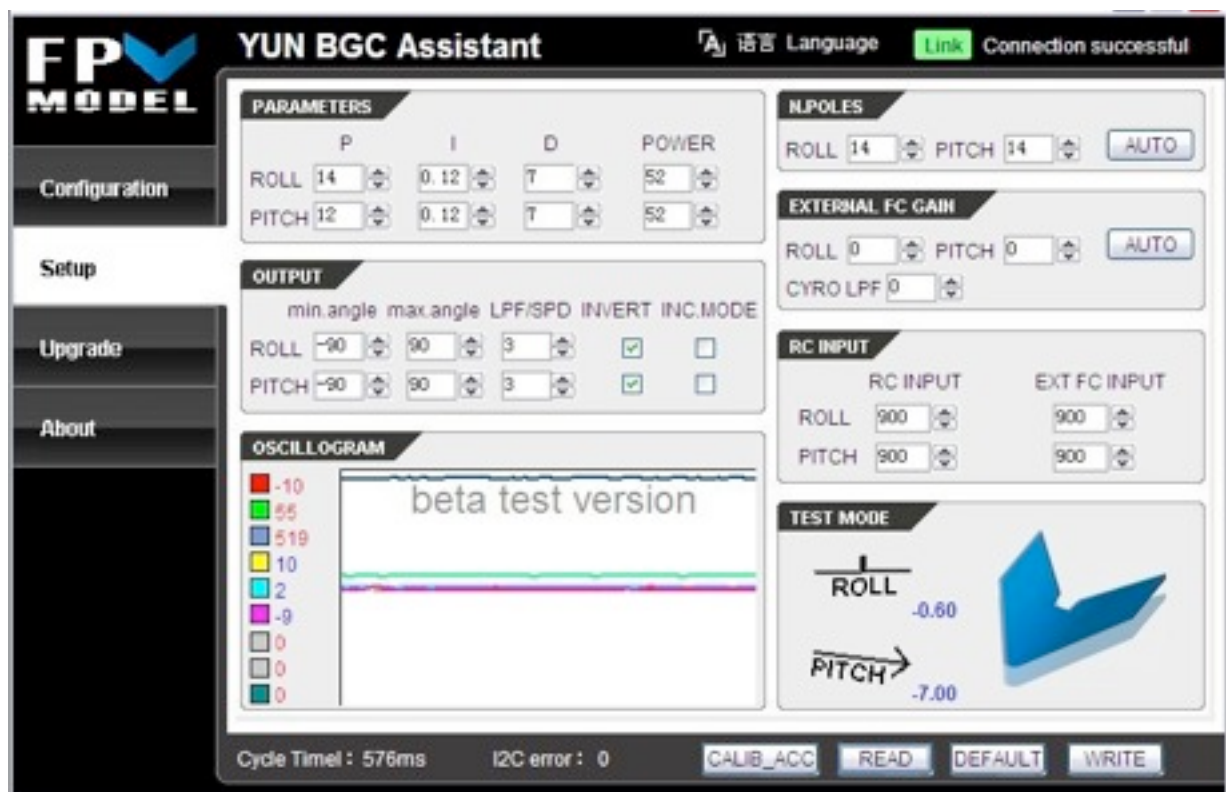 FPV MODEL
YUN BGC Assistant
语言 Language
Link
Connection successful
Configuration
Setup
Upgrade
About
PARAMETERS
P I D POWER
ROLL 14 0.12 7 52
PITCH 12 0.12 7 52
OUTPUT
min.angle max.angle LPF/SPD INVERT INC.MODE
ROLL -90 90 3
PITCH -90 90 3
OSCILLOGRAM
beta test version
-10
55
519
10
2
-9
0
0
0
N.POLES
ROLL 14 PITCH 14 AUTO
EXTERNAL FC GAIN
ROLL 0 PITCH 0 AUTO
CYRO LPF 0
RC INPUT
RC INPUT EXT FC INPUT
ROLL 900 900
PITCH 900 900
TEST MODE
ROLL
-0.60
PITCH
-7.00
Cycle Timel: 576ms I2C error: 0 CALIB_ACC READ DEFAULT WRITE